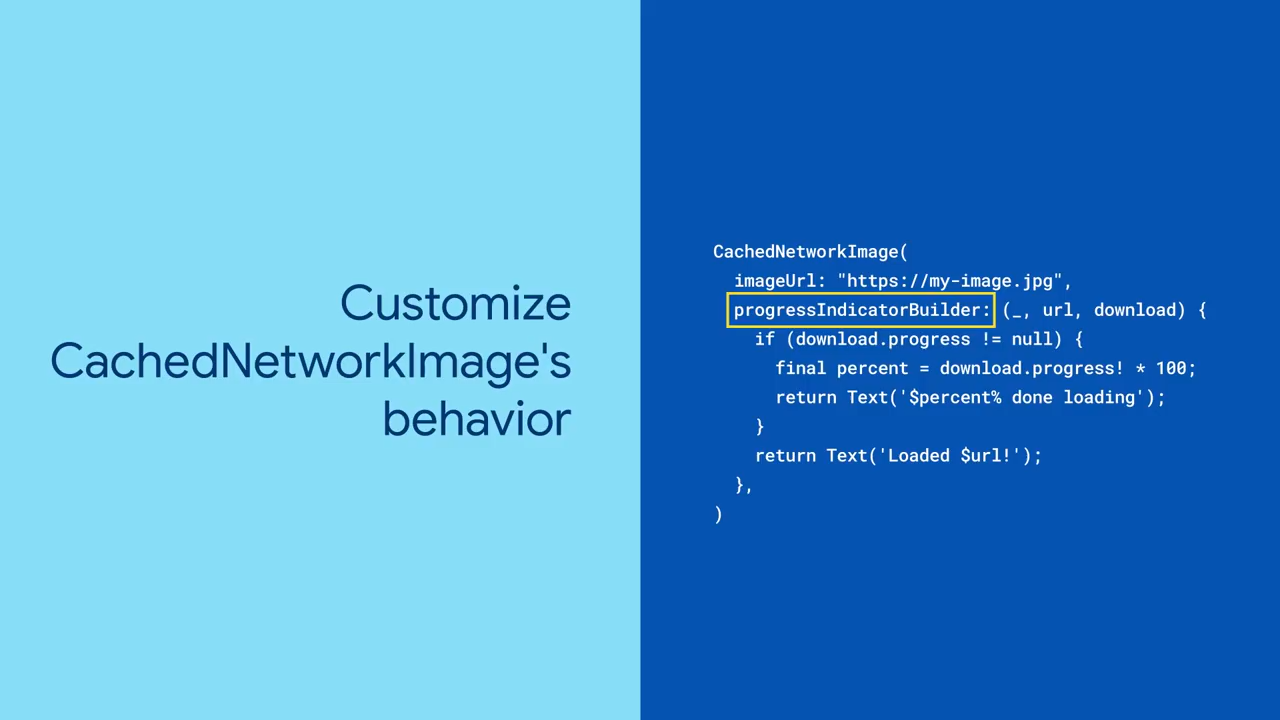 Customize
CachedNetworkImage's
behavior
CachedNetworkImage(
  imageUrl: "https://my-image.jpg",
  progressIndicatorBuilder: (_, url, download) {
    if (download.progress != null) {
      final percent = download.progress! * 100;
      return Text('$percent% done loading');
    }
    return Text('Loaded $url!');
  },
)